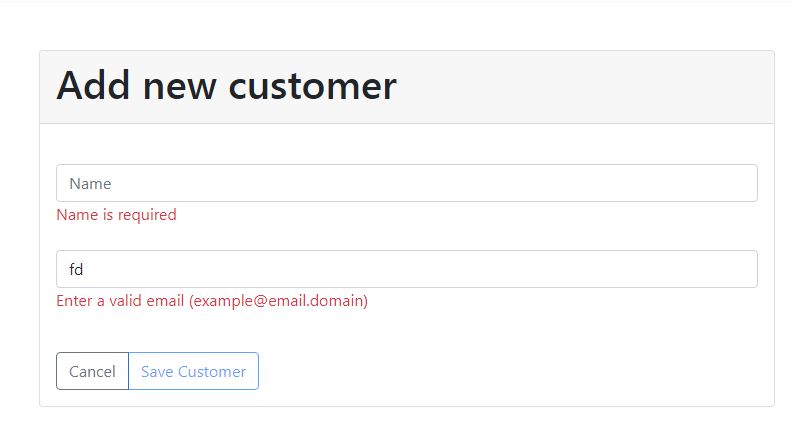 Add new customer
Name
Name is required
fd
Enter a valid email (example@email.domain)
Cancel Save Customer